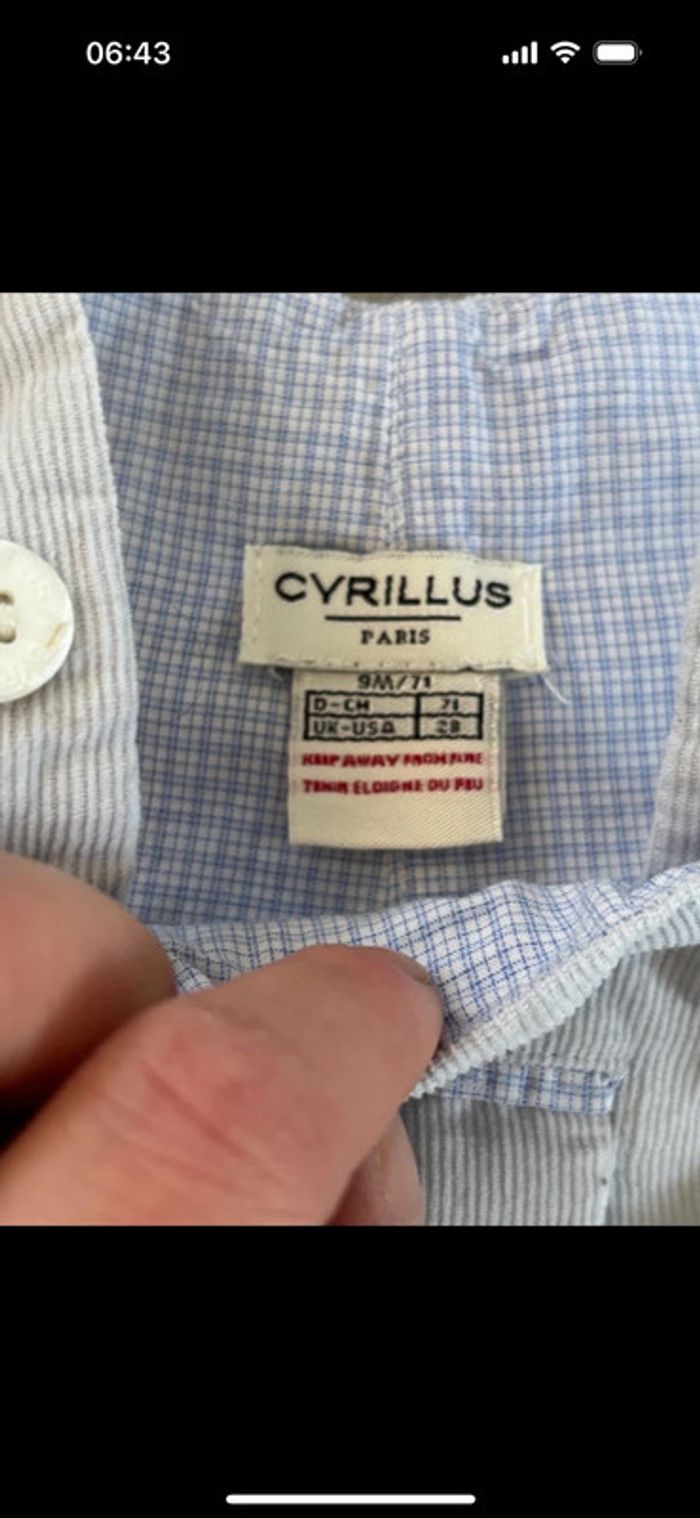 06:43
CYRILLUS
PARIS
9M/71
D-CH 71
UK-USA 28
KEEP AWAY FROM FIRE
TENIR ELOIGNE DU FEU